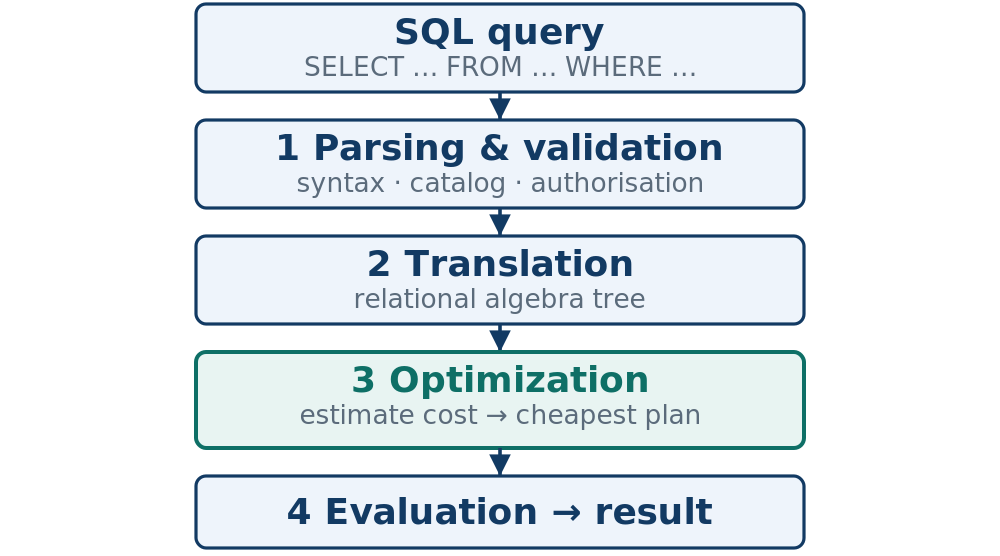 SQL query
SELECT … FROM … WHERE …
1 Parsing & validation
syntax · catalog · authorisation
2 Translation
relational algebra tree
3 Optimization
estimate cost → cheapest plan
4 Evaluation → result